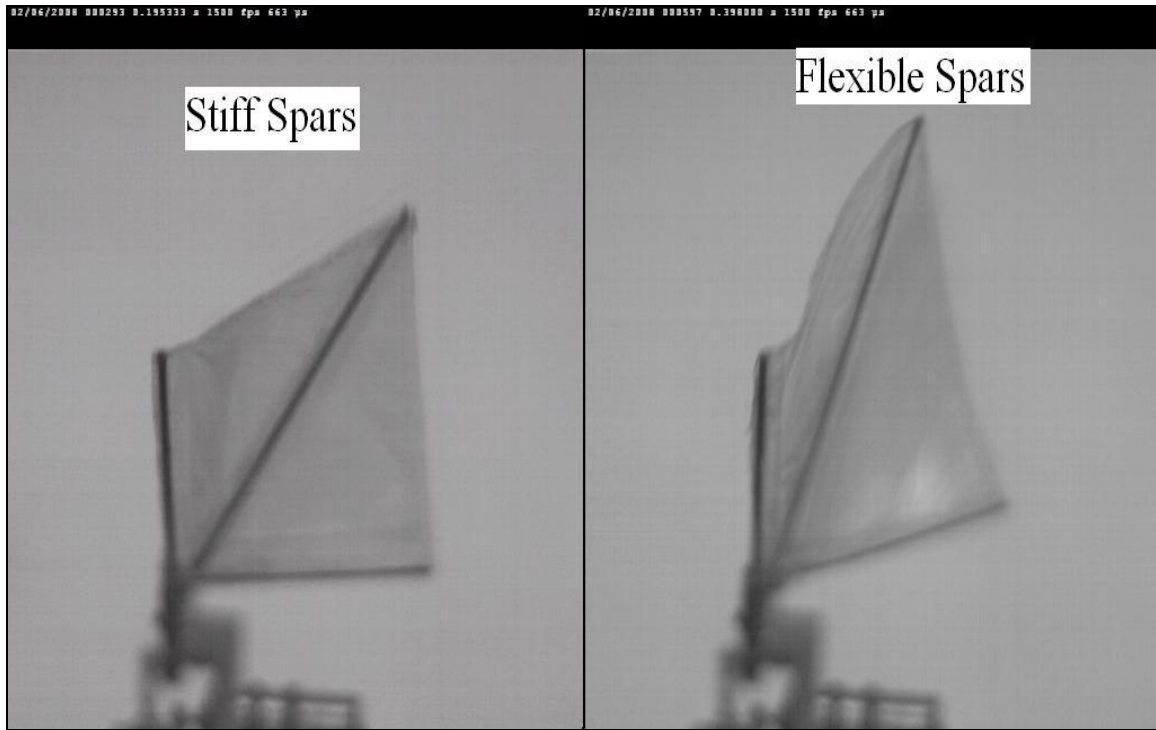 02/06/2008 000293 0.195333 s 1500 fps 663 µs
02/06/2008 000597 0.398000 s 1500 fps 663 µs
Stiff Spars
Flexible Spars